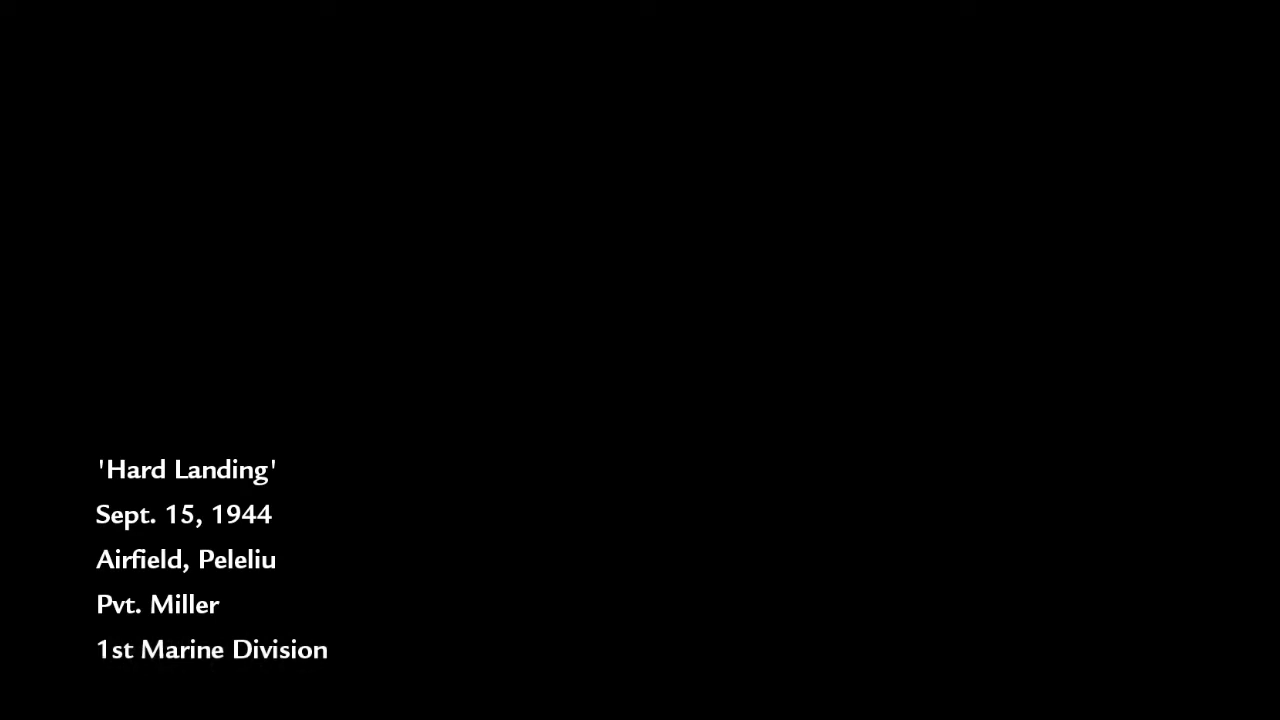 'Hard Landing'
Sept. 15, 1944
Airfield, Peleliu
Pvt. Miller
1st Marine Division